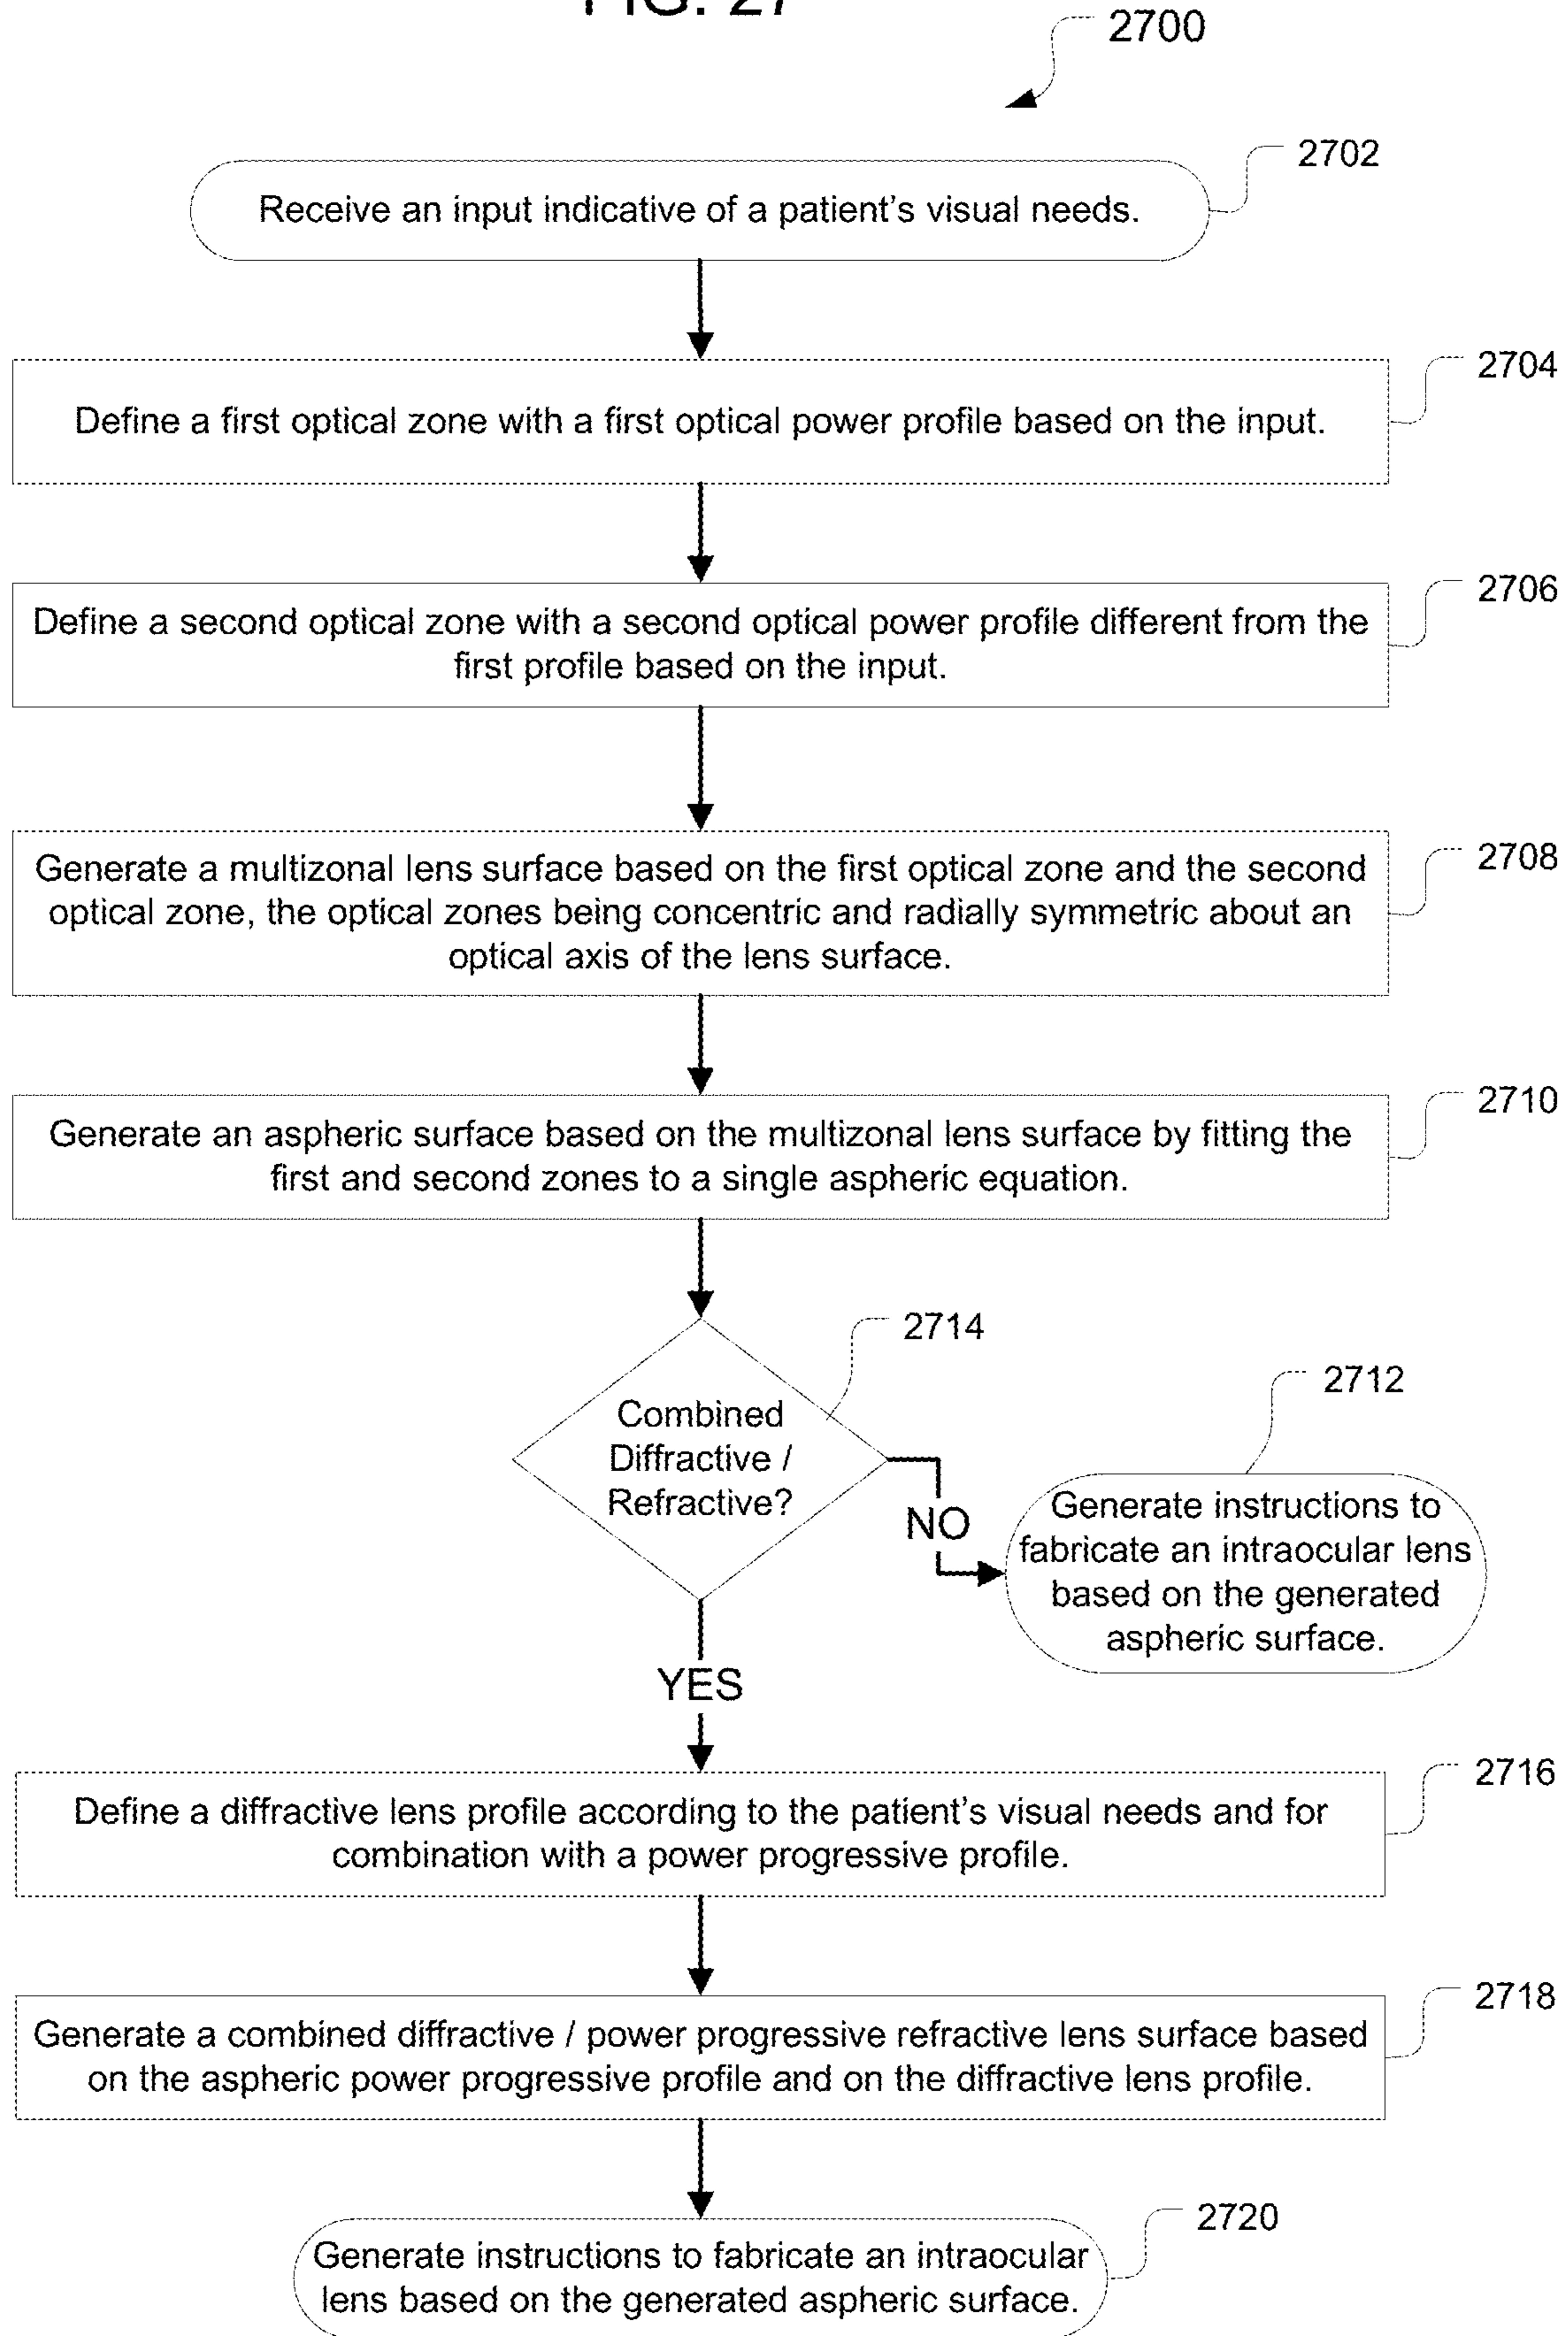 FIG. 27
2700
2702
Receive an input indicative of a patient's visual needs.
2704
Define a first optical zone with a first optical power profile based on the input.
2706
Define a second optical zone with a second optical power profile different from the
first profile based on the input.
2708
Generate a multizonal lens surface based on the first optical zone and the second
optical zone, the optical zones being concentric and radially symmetric about an
optical axis of the lens surface.
2710
Generate an aspheric surface based on the multizonal lens surface by fitting the
first and second zones to a single aspheric equation.
2714
Combined
Diffractive /
Refractive?
2712
NO
Generate instructions to
fabricate an intraocular lens
based on the generated
aspheric surface.
YES
2716
Define a diffractive lens profile according to the patient's visual needs and for
combination with a power progressive profile.
2718
Generate a combined diffractive / power progressive refractive lens surface based
on the aspheric power progressive profile and on the diffractive lens profile.
2720
Generate instructions to fabricate an intraocular
lens based on the generated aspheric surface.